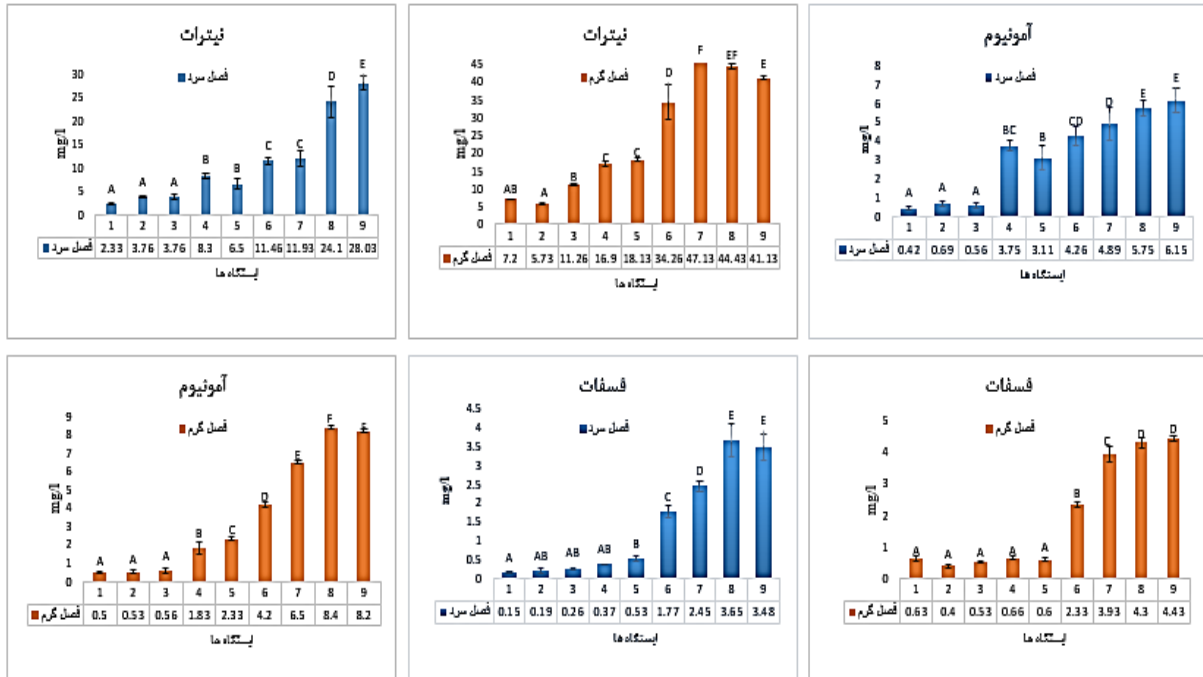 نیترات
فصل سرد
mg/l
30
25
20
15
10
5
0
A A A B B C C D E
1 2 3 4 5 6 7 8 9
فصل سرد 2.33 3.76 3.76 8.3 6.5 11.46 11.93 24.1 28.03
ایستگاه ها
نیترات
فصل گرم
mg/l
45
40
35
30
25
20
15
10
5
0
AB A B C C D F EF E
1 2 3 4 5 6 7 8 9
فصل گرم 7.2 5.73 11.26 16.9 18.13 34.26 47.13 44.43 41.13
ایستگاه ها
آمونیوم
فصل سرد
mg/l
8
7
6
5
4
3
2
1
0
A A A BC B CD D E E
1 2 3 4 5 6 7 8 9
فصل سرد 0.42 0.69 0.56 3.75 3.11 4.26 4.89 5.75 6.15
ایستگاه ها
آمونیوم
فصل گرم
mg/l
9
8
7
6
5
4
3
2
1
0
A A A B C D E F
1 2 3 4 5 6 7 8 9
فصل گرم 0.5 0.53 0.56 1.83 2.33 4.2 6.5 8.4 8.2
ایستگاه ها
فسفات
فصل سرد
mg/l
4.5
4
3.5
3
2.5
2
1.5
1
0.5
0
A AB AB AB B C D E E
1 2 3 4 5 6 7 8 9
فصل سرد 0.15 0.19 0.26 0.37 0.53 1.77 2.45 3.65 3.48
ایستگاه ها
فسفات
فصل گرم
mg/l
5
4
3
2
1
0
A A A A A B C D D
1 2 3 4 5 6 7 8 9
فصل گرم 0.63 0.4 0.53 0.66 0.6 2.33 3.93 4.3 4.43
ایستگاه ها